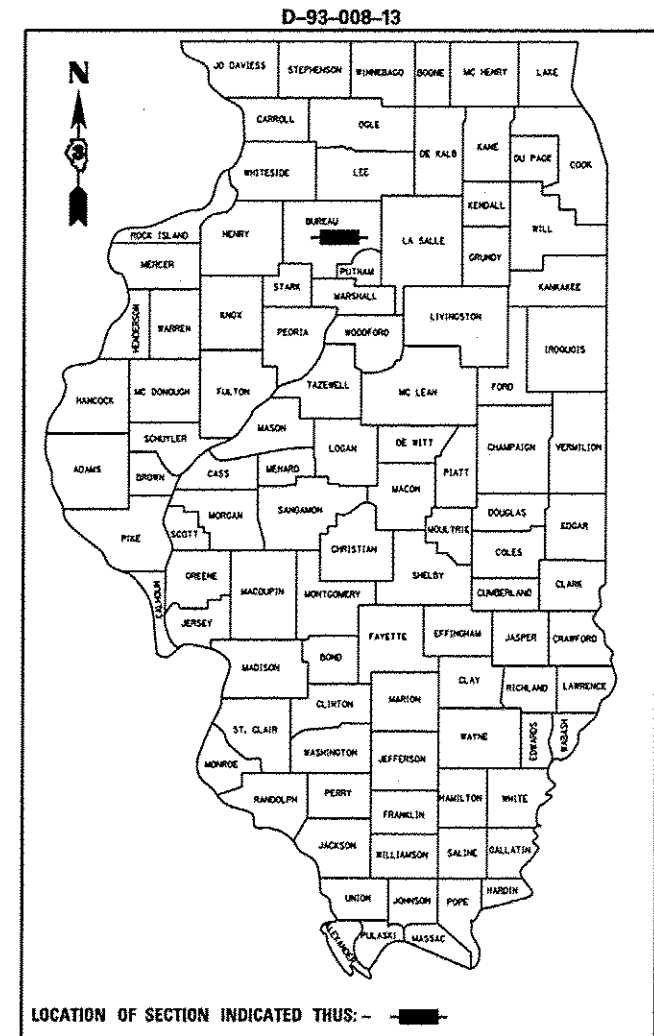 D-93-008-13
JO DAVIESS STEPHENSON WINNEBAGO BOONE MC HENRY LAKE
N
CARROLL OGLE
3
DE KALB KANE DU PAGE COOK
WHITESIDE LEE
KENDALL
BUREAU WILL
ROCK ISLAND HENRY LA SALLE
MERCER PUTNAM GRUNDY
STARK KANKAKEE
MARSHALL
HENDERSON WARREN KNOX LIVINGSTON
PEORIA WOODFORD IROQUOIS
TAZEWELL FORD
HANCOCK MC DONOUGH FULTON MC LEAN
MASON
SCHUYLER DE WITT CHAMPAIGN VERMILION
LOGAN
ADAMS BROWN CASS MENARD PIATT
MACON
MORGAN SANGAMON DOUGLAS
PIKE SCOTT MOULTRIE EDGAR
CHRISTIAN COLES
GREENE SHELBY
CALHOUN MACOUPIN MONTGOMERY CUMBERLAND CLARK
JERSEY FAYETTE EFFINGHAM JASPER CRAWFORD
BOND
MADISON CLAY
RICHLAND LAWRENCE
CLINTON MARION
ST. CLAIR WAYNE EDWARDS WABASH
WASHINGTON JEFFERSON
MONROE
RANDOLPH PERRY HAMILTON WHITE
FRANKLIN
JACKSON
WILLIAMSON SALINE GALLATIN
HARDIN
UNION JOHNSON POPE
ALEXANDER PULASKI MASSAC
LOCATION OF SECTION INDICATED THUS: -